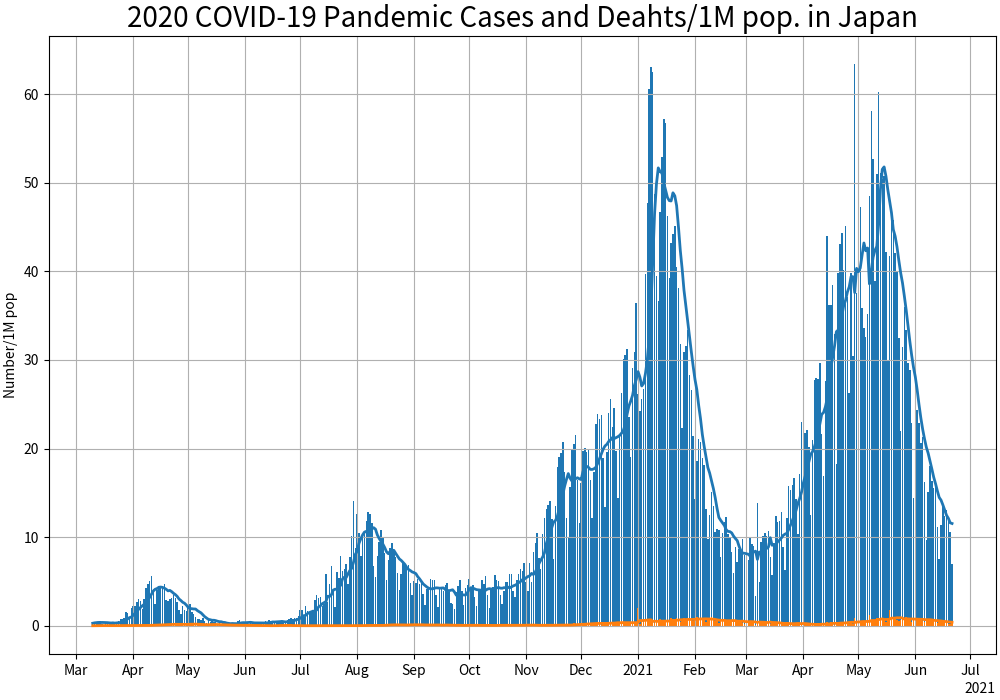 2020 COVID-19 Pandemic Cases and Deahts/1M pop. in Japan
Number/1M pop
60
50
40
30
20
10
0
Mar Apr May Jun Jul Aug Sep Oct Nov Dec 2021 Feb Mar Apr May Jun Jul
2021